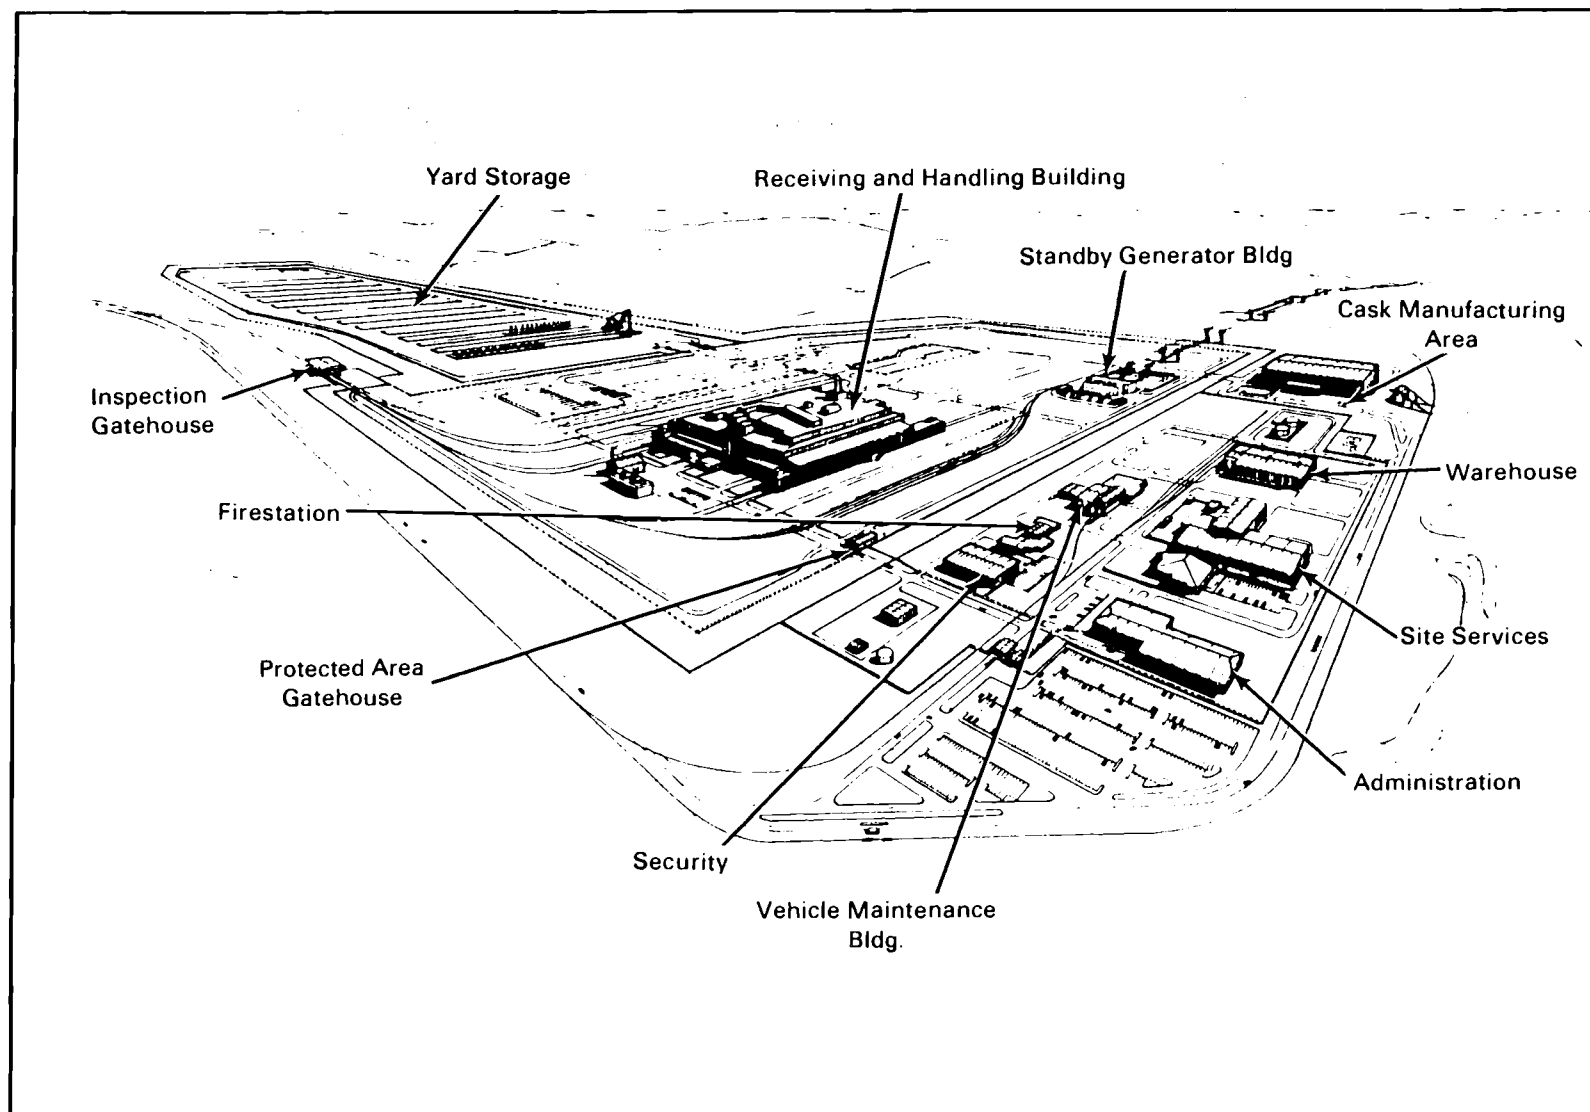 Yard Storage
Receiving and Handling Building
Standby Generator Bldg
Cask Manufacturing
Area
Inspection
Gatehouse
Warehouse
Firestation
Site Services
Protected Area
Gatehouse
Administration
Security
Vehicle Maintenance
Bldg.